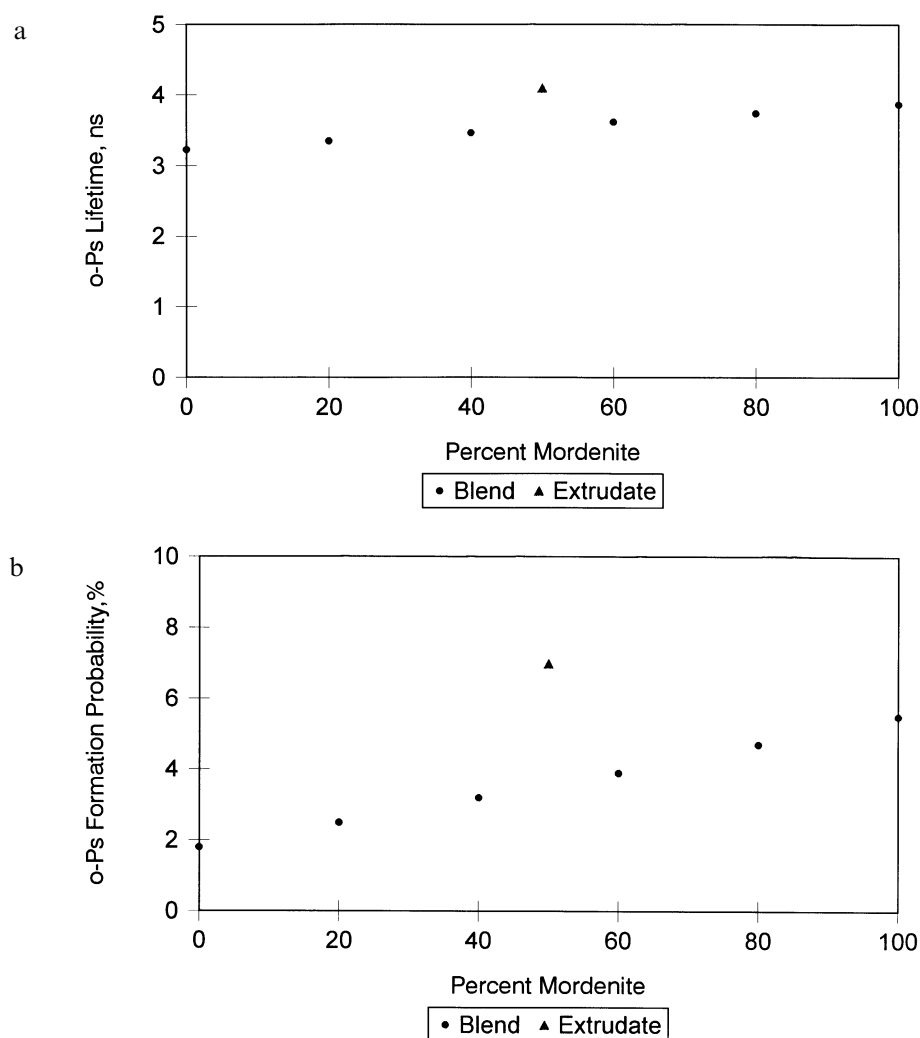 a
5
4
3
2
1
0
o-Ps Lifetime, ns
0 20 40 60 80 100
Percent Mordenite
• Blend ▲ Extrudate
b
10
8
6
4
2
0
o-Ps Formation Probability,%
0 20 40 60 80 100
Percent Mordenite
• Blend ▲ Extrudate